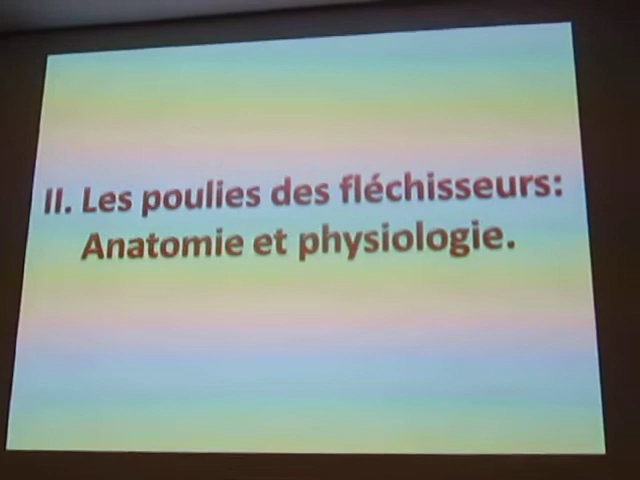 II. Les poulies des fléchisseurs:
Anatomie et physiologie.